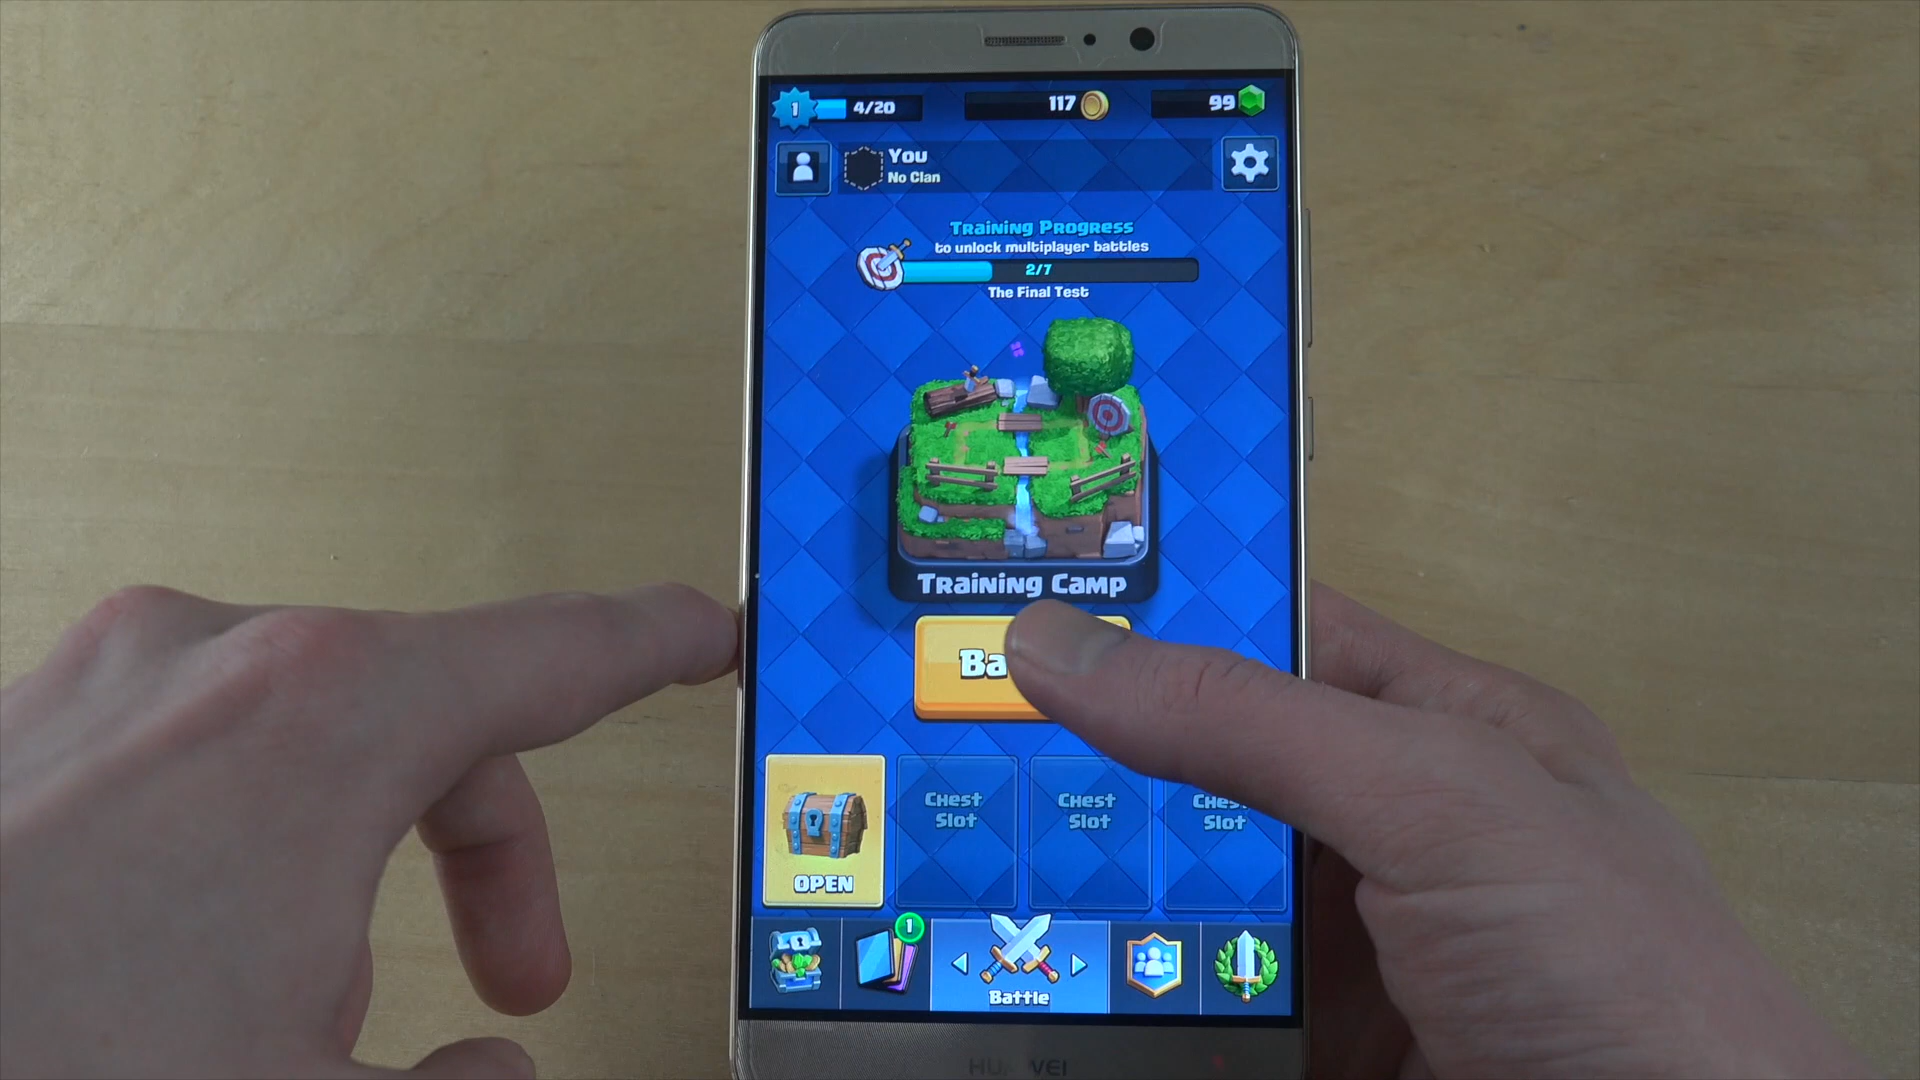 1
4/20
117
99
You
No Clan
Training Progress
to unlock multiplayer battles
2/7
The Final Test
Training Camp
Ba
Chest
Slot
Chest
Slot
Slot
OPEN
1
Battle